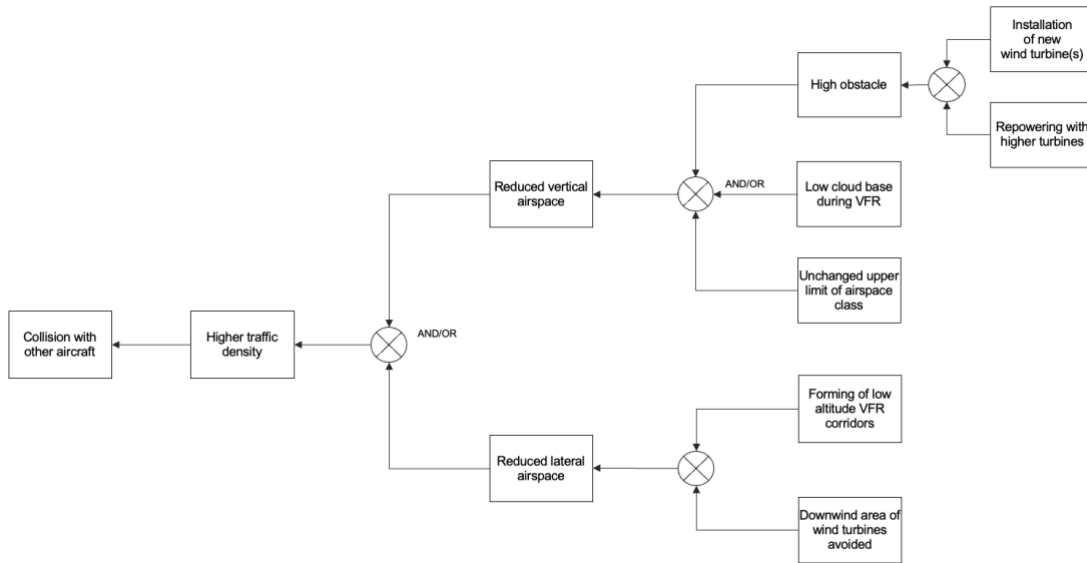 Installation
of new
wind turbine(s)
High obstacle
Repowering with
higher turbines
Reduced vertical
airspace
AND/OR
Low cloud base
during VFR
Unchanged upper
limit of airspace
class
Collision with
other aircraft
Higher traffic
density
AND/OR
Forming of low
altitude VFR
corridors
Reduced lateral
airspace
Downwind area of
wind turbines
avoided